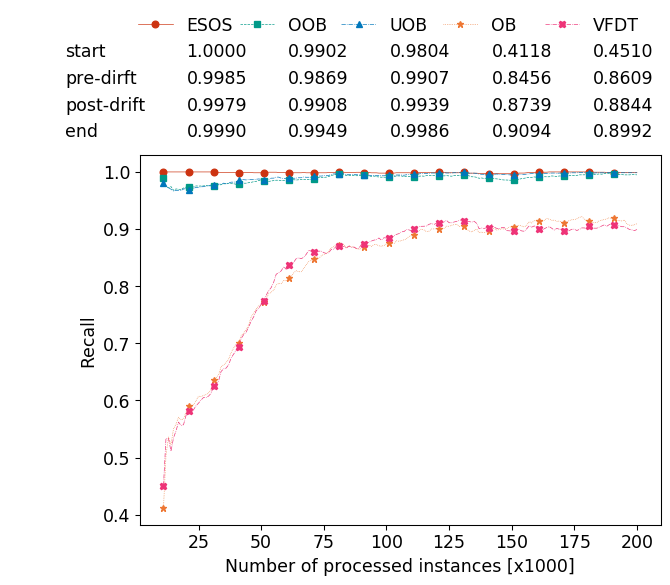 ESOS OOB UOB OB VFDT
start 1.0000 0.9902 0.9804 0.4118 0.4510
pre-dirft 0.9985 0.9869 0.9907 0.8456 0.8609
post-drift 0.9979 0.9908 0.9939 0.8739 0.8844
end 0.9990 0.9949 0.9986 0.9094 0.8992
1.0
0.9
0.8
0.7
0.6
0.5
0.4
Recall
25 50 75 100 125 150 175 200
Number of processed instances [x1000]